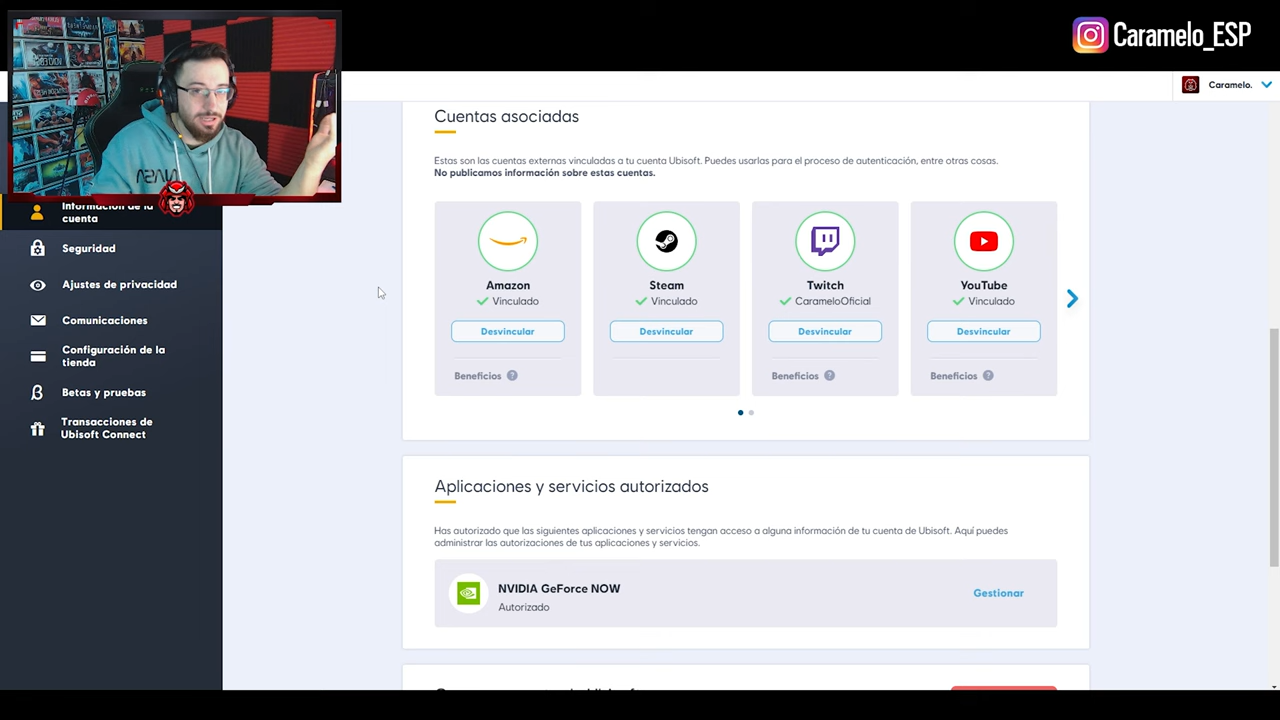 Caramelo_ESP
Caramelo.
Cuentas asociadas
Estas son las cuentas externas vinculadas a tu cuenta Ubisoft. Puedes usarlas para el proceso de autenticación, entre otras cosas.
No publicamos información sobre estas cuentas.
Información de la
cuenta
Seguridad
Ajustes de privacidad
Comunicaciones
Configuración de la
tienda
Betas y pruebas
Transacciones de
Ubisoft Connect
Amazon
Vinculado
Desvincular
Beneficios ?
Steam
Vinculado
Desvincular
Twitch
CarameloOficial
Desvincular
Beneficios ?
YouTube
Vinculado
Desvincular
Beneficios ?
Aplicaciones y servicios autorizados
Has autorizado que las siguientes aplicaciones y servicios tengan acceso a alguna información de tu cuenta de Ubisoft. Aquí puedes
administrar las autorizaciones de tus aplicaciones y servicios.
NVIDIA GeForce NOW
Autorizado
Gestionar